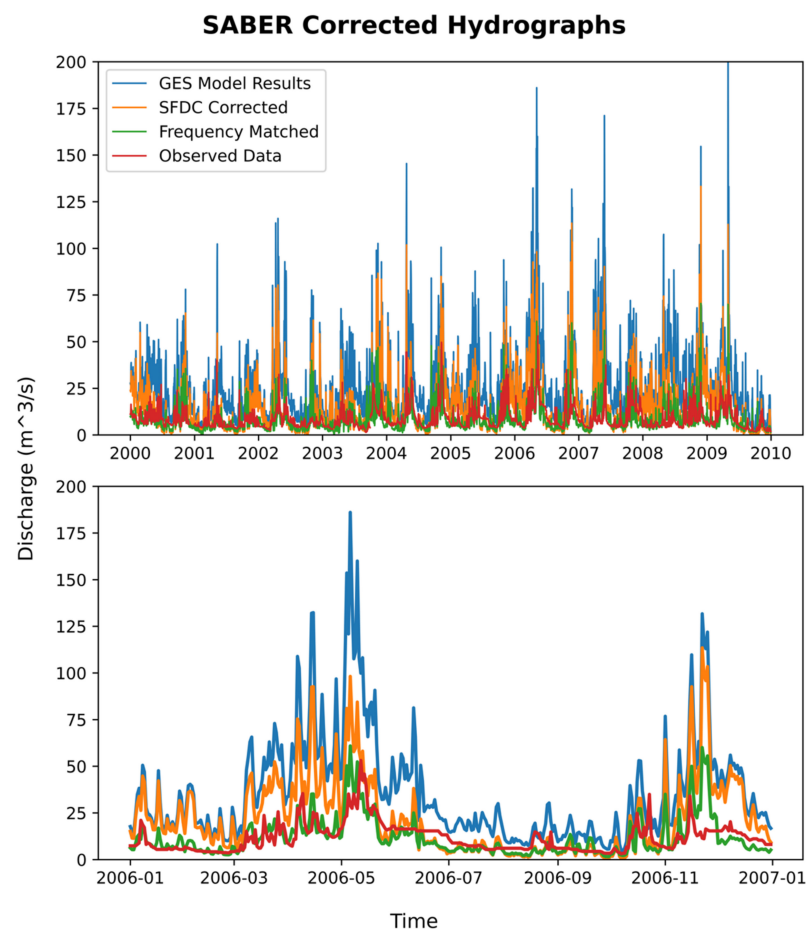 SABER Corrected Hydrographs
GES Model Results
SFDC Corrected
Frequency Matched
Observed Data
200
175
150
125
100
75
50
25
0
2000 2001 2002 2003 2004 2005 2006 2007 2008 2009 2010
Discharge (m^3/s)
200
175
150
125
100
75
50
25
0
2006-01 2006-03 2006-05 2006-07 2006-09 2006-11 2007-01
Time